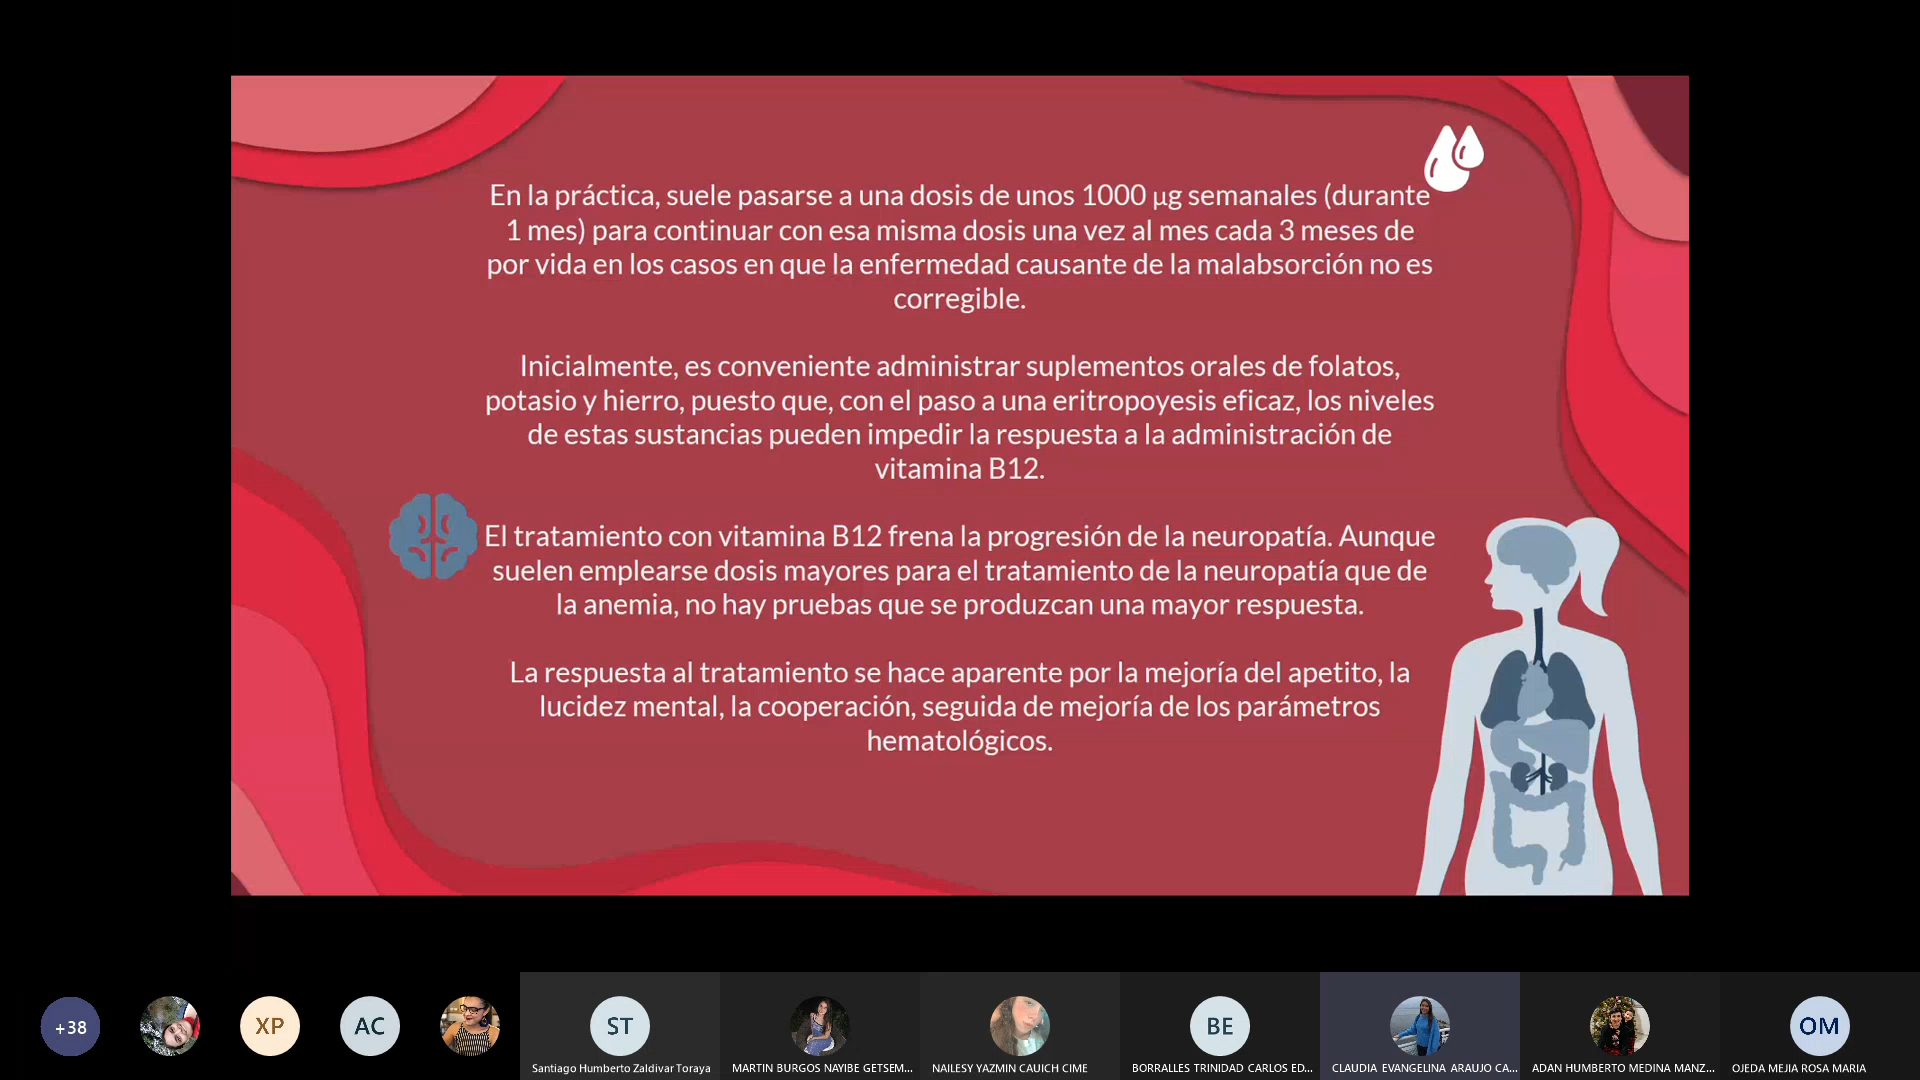 En la práctica, suele pasarse a una dosis de unos 1000 µg semanales (durante
1 mes) para continuar con esa misma dosis una vez al mes cada 3 meses de
por vida en los casos en que la enfermedad causante de la malabsorción no es
corregible.
Inicialmente, es conveniente administrar suplementos orales de folatos,
potasio y hierro, puesto que, con el paso a una eritropoyesis eficaz, los niveles
de estas sustancias pueden impedir la respuesta a la administración de
vitamina B12.
El tratamiento con vitamina B12 frena la progresión de la neuropatía. Aunque
suelen emplearse dosis mayores para el tratamiento de la neuropatía que de
la anemia, no hay pruebas que se produzcan una mayor respuesta.
La respuesta al tratamiento se hace aparente por la mejoría del apetito, la
lucidez mental, la cooperación, seguida de mejoría de los parámetros
hematológicos.
+38
XP
AC
ST
BE
OM
Santiago Humberto Zaldivar Toraya
MARTIN BURGOS NAYIBE GETSEM...
NAILESY YAZMIN CAUICH CIME
BORRALLES TRINIDAD CARLOS ED...
CLAUDIA EVANGELINA ARAUJO CA...
ADAN HUMBERTO MEDINA MANZ...
OJEDA MEJIA ROSA MARIA